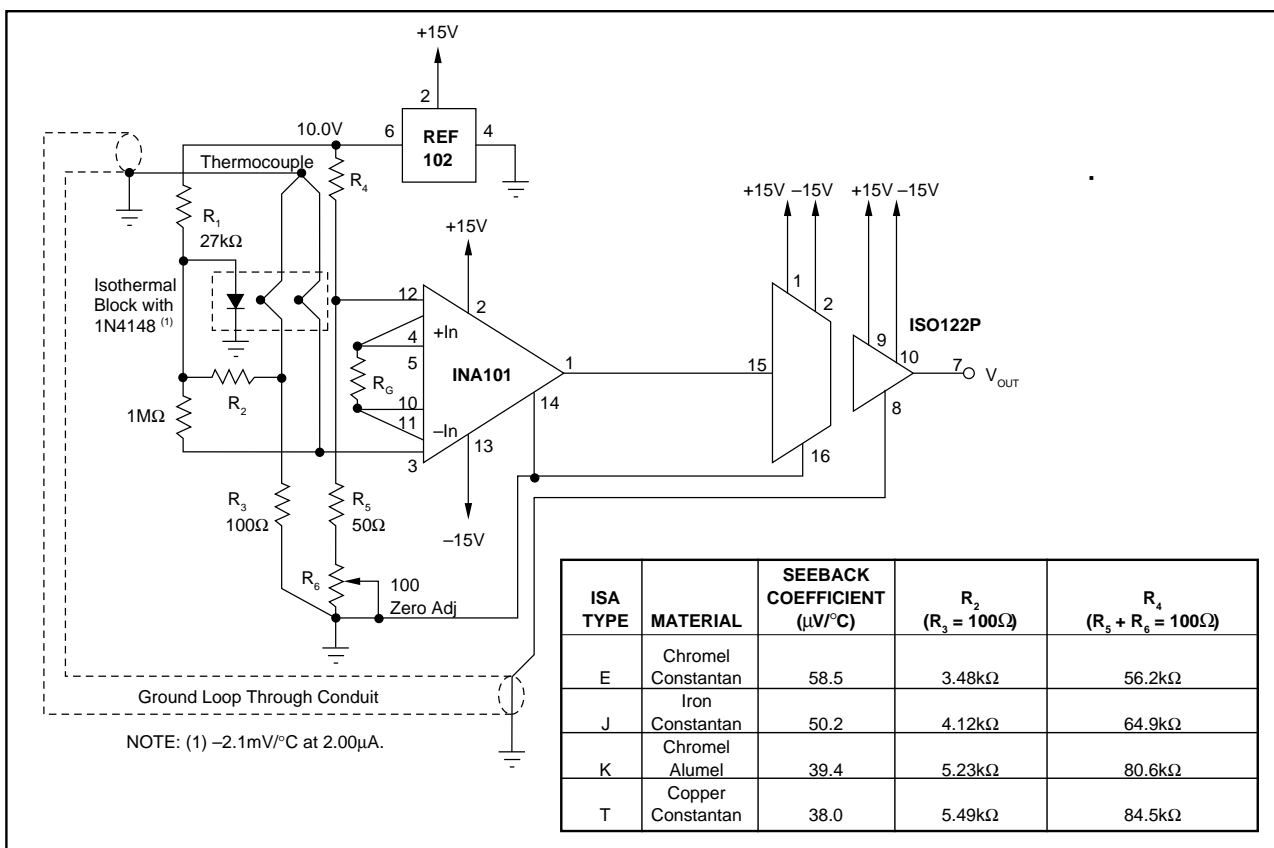 +15V
2
10.0V
6
REF
102
4
Thermocouple
R4
R1
27kΩ
+15V
+15V –15V
+15V –15V
Isothermal
Block with
1N4148 (1)
12
2
1
2
ISO122P
+In
4
5
9
10
RG
INA101
1
15
7
VOUT
R2
10
14
8
1MΩ
11
–In
13
3
16
R3
100Ω
R5
50Ω
–15V
R6
100
Zero Adj
Ground Loop Through Conduit
NOTE: (1) –2.1mV/°C at 2.00µA.
ISA TYPE MATERIAL SEEBACK COEFFICIENT (µV/°C) R2 (R3 = 100Ω) R4 (R5 + R6 = 100Ω)
E Chromel Constantan 58.5 3.48kΩ 56.2kΩ
J Iron Constantan 50.2 4.12kΩ 64.9kΩ
K Chromel Alumel 39.4 5.23kΩ 80.6kΩ
T Copper Constantan 38.0 5.49kΩ 84.5kΩ